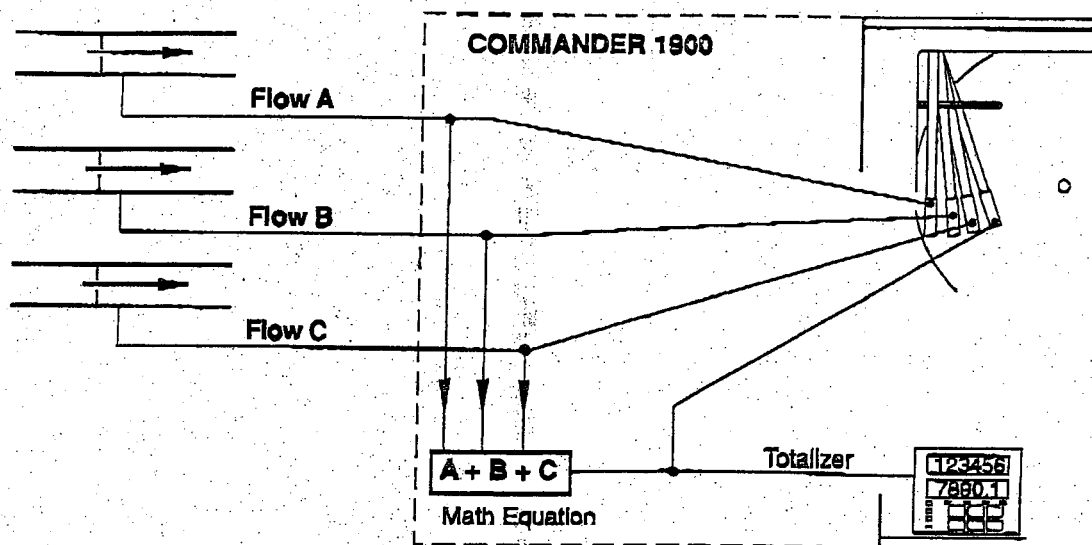 COMMANDER 1900
Flow A
Flow B
Flow C
A + B + C
Math Equation
Totalizer
123456
7890.1